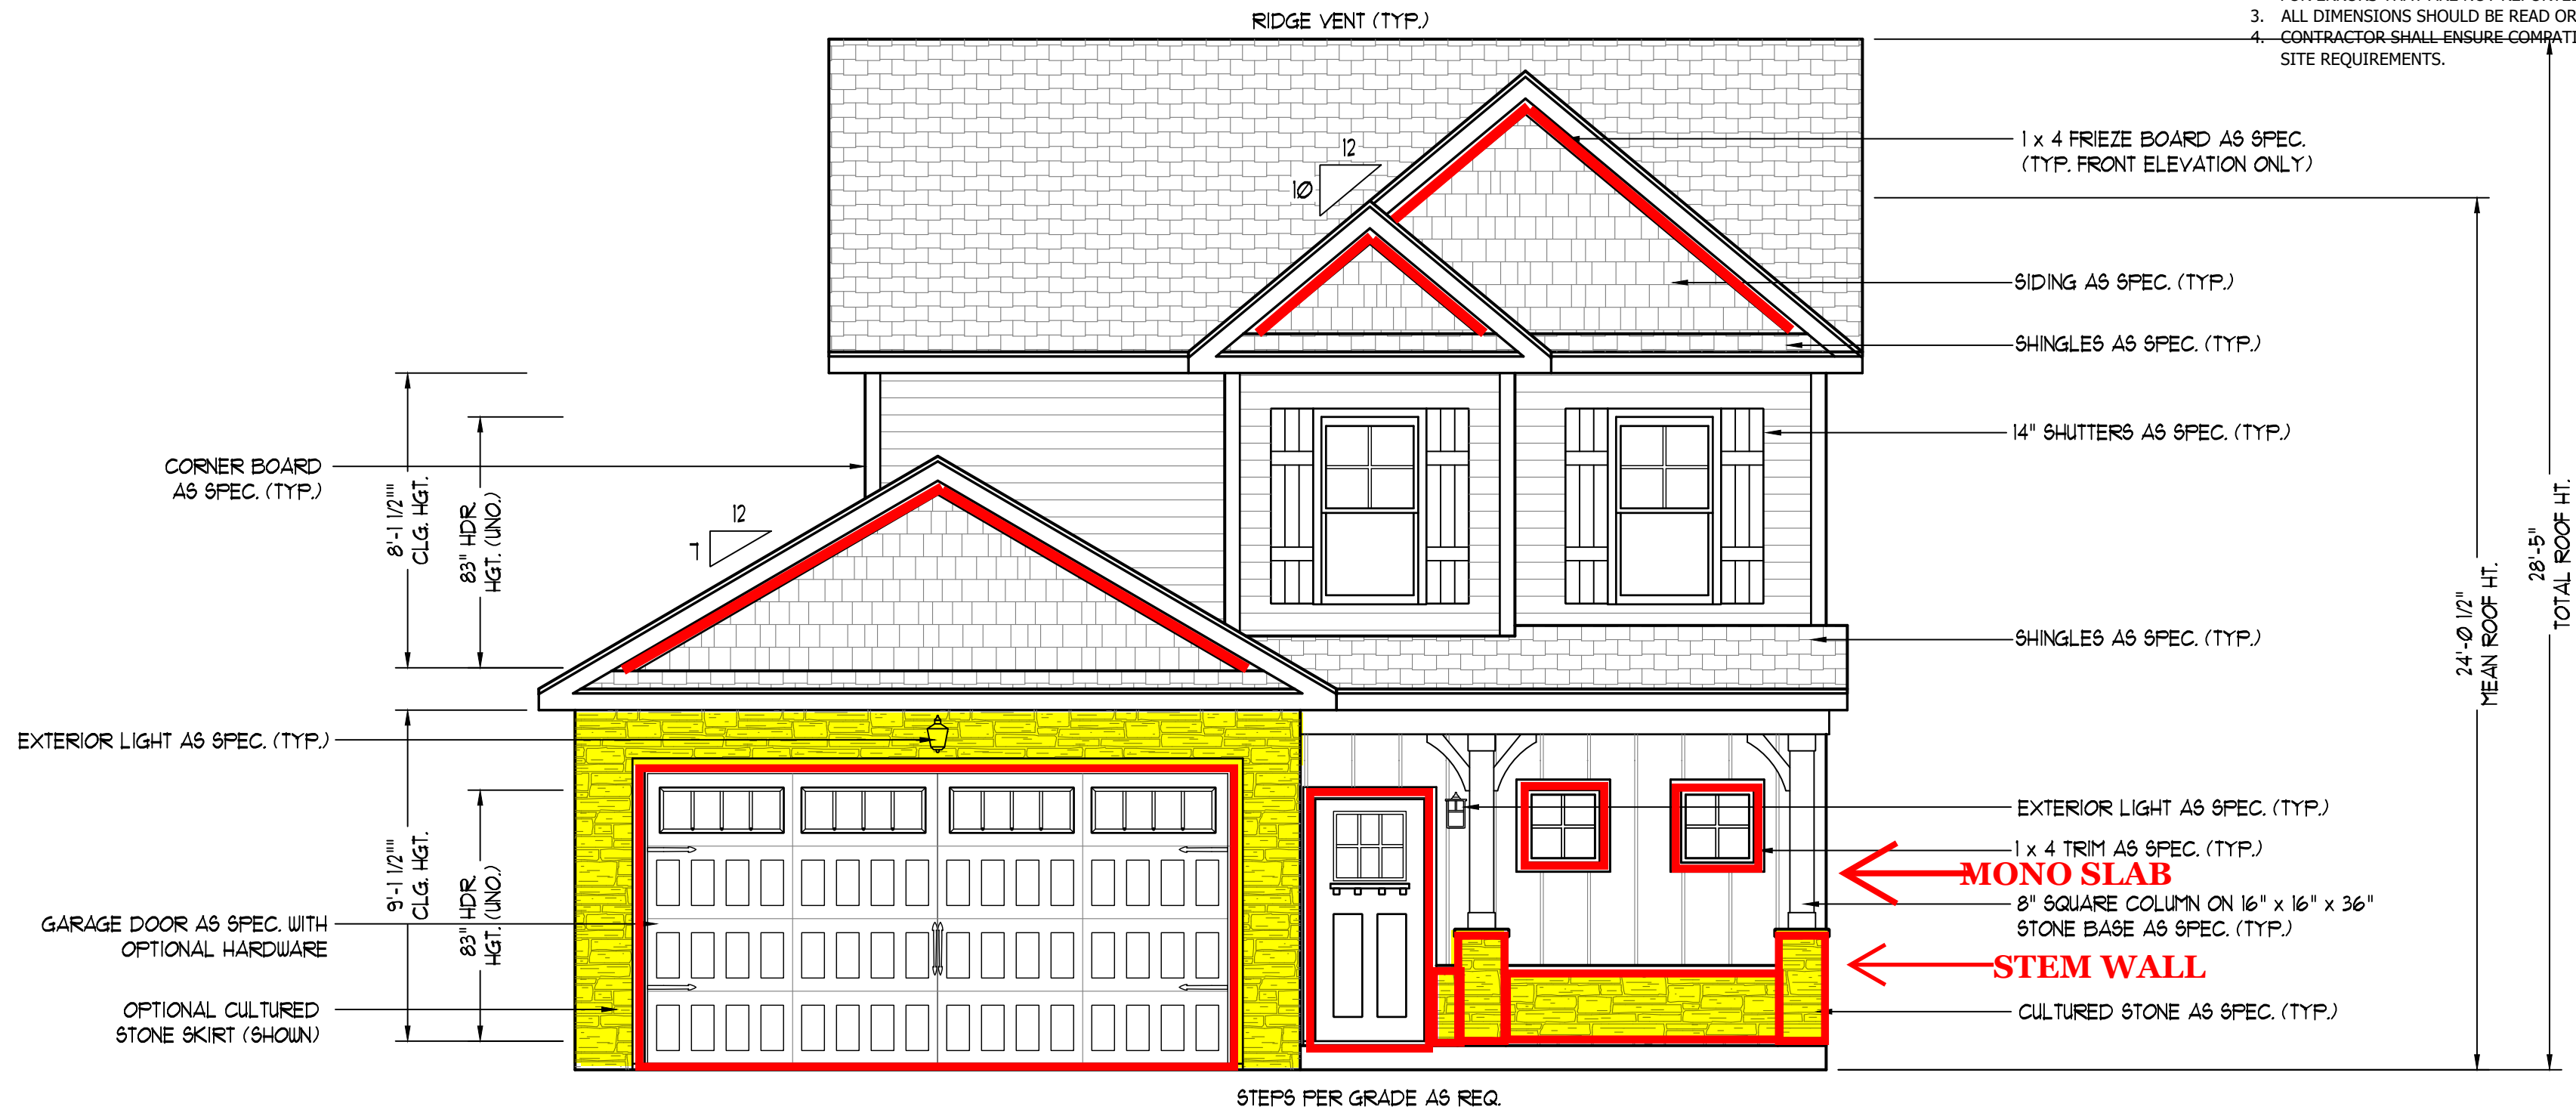 RIDGE VENT (TYP.)
3. ALL DIMENSIONS SHOULD BE READ OR
4. CONTRACTOR SHALL ENSURE COMPATI
SITE REQUIREMENTS.
12
10
1 x 4 FRIEZE BOARD AS SPEC.
(TYP. FRONT ELEVATION ONLY)
SIDING AS SPEC. (TYP.)
SHINGLES AS SPEC. (TYP.)
14" SHUTTERS AS SPEC. (TYP.)
CORNER BOARD
AS SPEC. (TYP.)
8'-1 1/2""
CLG. HGT.
83" HDR.
HGT. (UNO.)
12
7
28'-5"
TOTAL ROOF HT.
24'-0 1/2"
MEAN ROOF HT.
SHINGLES AS SPEC. (TYP.)
EXTERIOR LIGHT AS SPEC. (TYP.)
9'-1 1/2""
CLG. HGT.
83" HDR.
HGT. (UNO.)
EXTERIOR LIGHT AS SPEC. (TYP.)
1 x 4 TRIM AS SPEC. (TYP.)
MONO SLAB
8" SQUARE COLUMN ON 16" x 16" x 36"
STONE BASE AS SPEC. (TYP.)
GARAGE DOOR AS SPEC. WITH
OPTIONAL HARDWARE
STEM WALL
OPTIONAL CULTURED
STONE SKIRT (SHOWN)
CULTURED STONE AS SPEC. (TYP.)
STEPS PER GRADE AS REQ.